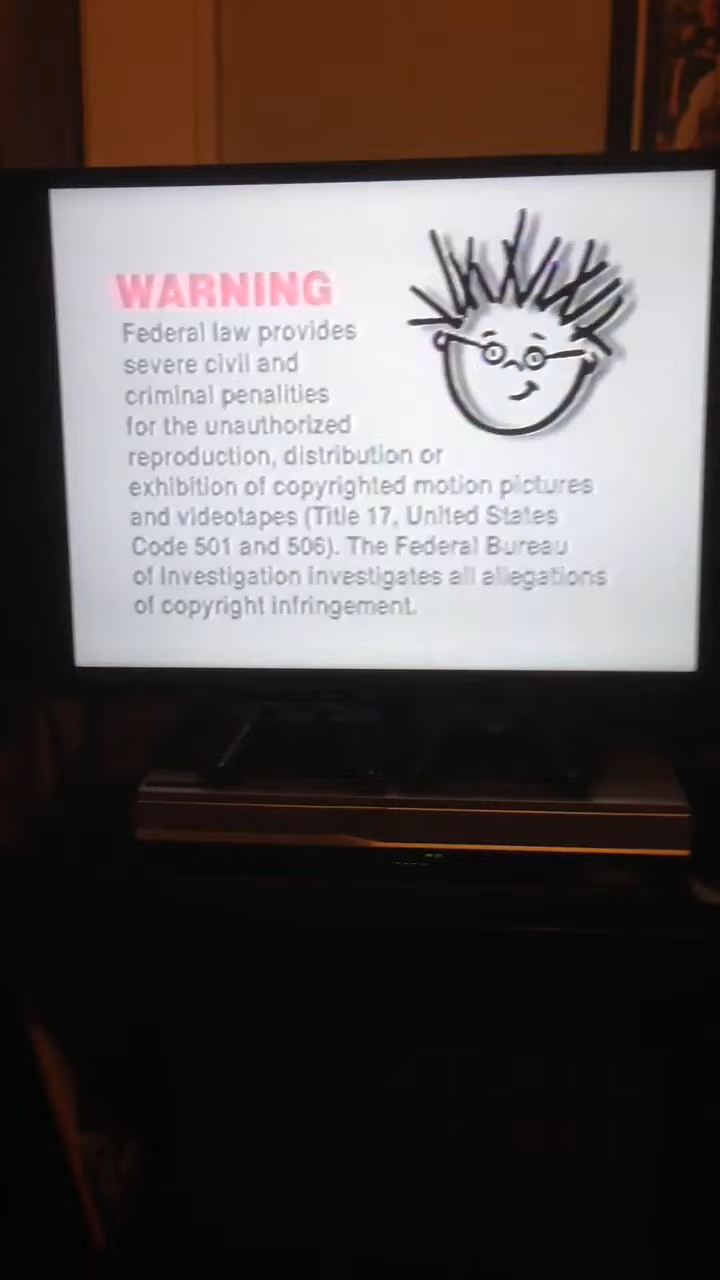 WARNING
Federal law provides
severe civil and
criminal penalities
for the unauthorized
reproduction, distribution or
exhibition of copyrighted motion pictures
and videotapes (Title 17, United States
Code 501 and 506). The Federal Bureau
of Investigation investigates all allegations
of copyright infringement.